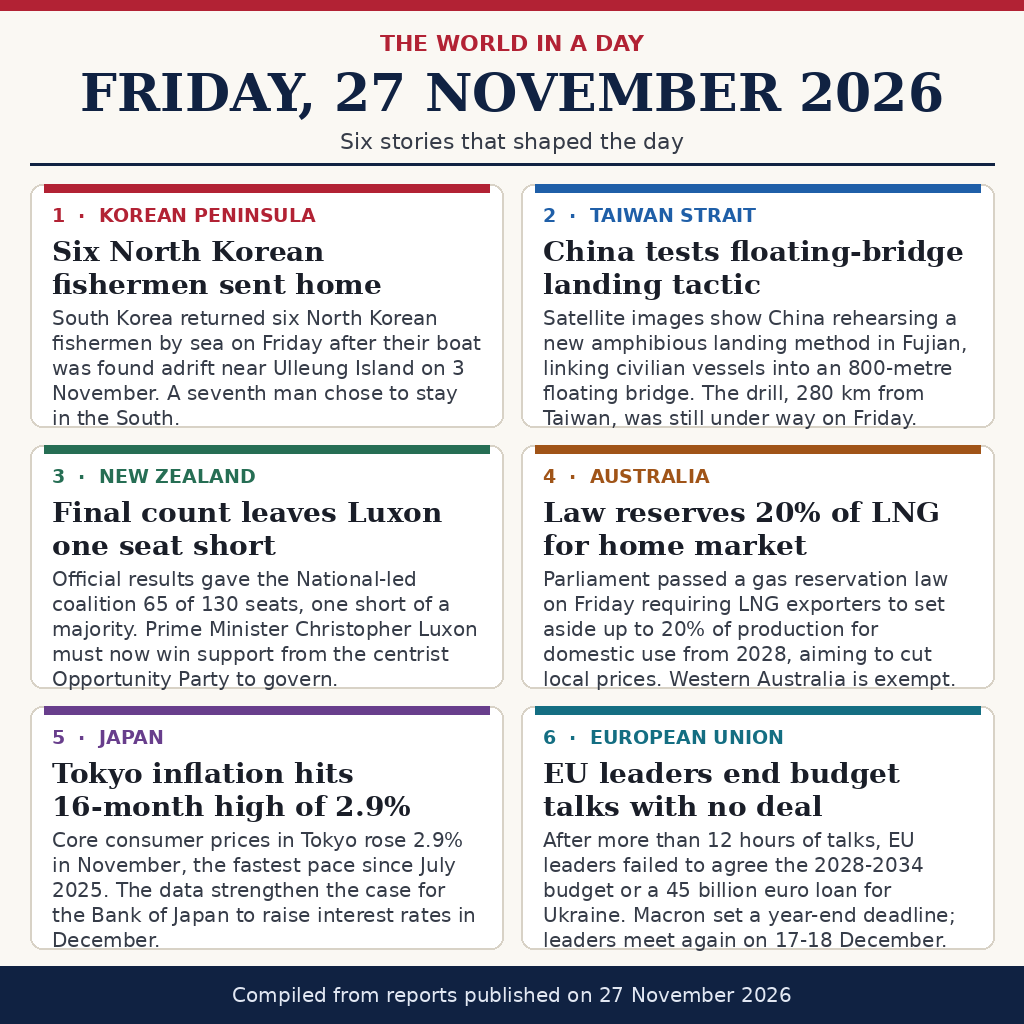 THE WORLD IN A DAY
FRIDAY, 27 NOVEMBER 2026
Six stories that shaped the day
1 · KOREAN PENINSULA
Six North Korean
fishermen sent home
South Korea returned six North Korean
fishermen by sea on Friday after their boat
was found adrift near Ulleung Island on 3
November. A seventh man chose to stay
in the South.
2 · TAIWAN STRAIT
China tests floating-bridge
landing tactic
Satellite images show China rehearsing a
new amphibious landing method in Fujian,
linking civilian vessels into an 800-metre
floating bridge. The drill, 280 km from
Taiwan, was still under way on Friday.
3 · NEW ZEALAND
Final count leaves Luxon
one seat short
Official results gave the National-led
coalition 65 of 130 seats, one short of a
majority. Prime Minister Christopher Luxon
must now win support from the centrist
Opportunity Party to govern.
4 · AUSTRALIA
Law reserves 20% of LNG
for home market
Parliament passed a gas reservation law
on Friday requiring LNG exporters to set
aside up to 20% of production for
domestic use from 2028, aiming to cut
local prices. Western Australia is exempt.
5 · JAPAN
Tokyo inflation hits
16-month high of 2.9%
Core consumer prices in Tokyo rose 2.9%
in November, the fastest pace since July
2025. The data strengthen the case for
the Bank of Japan to raise interest rates in
December.
6 · EUROPEAN UNION
EU leaders end budget
talks with no deal
After more than 12 hours of talks, EU
leaders failed to agree the 2028-2034
budget or a 45 billion euro loan for
Ukraine. Macron set a year-end deadline;
leaders meet again on 17-18 December.
Compiled from reports published on 27 November 2026